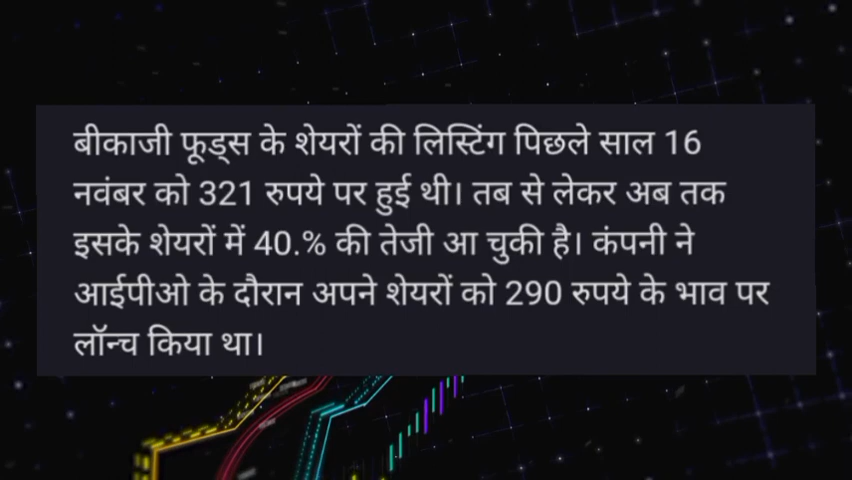 बीकाजी फूड्स के शेयरों की लिस्टिंग पिछले साल 16
नवंबर को 321 रुपये पर हुई थी। तब से लेकर अब तक
इसके शेयरों में 40.% की तेजी आ चुकी है। कंपनी ने
आईपीओ के दौरान अपने शेयरों को 290 रुपये के भाव पर
लॉन्च किया था।